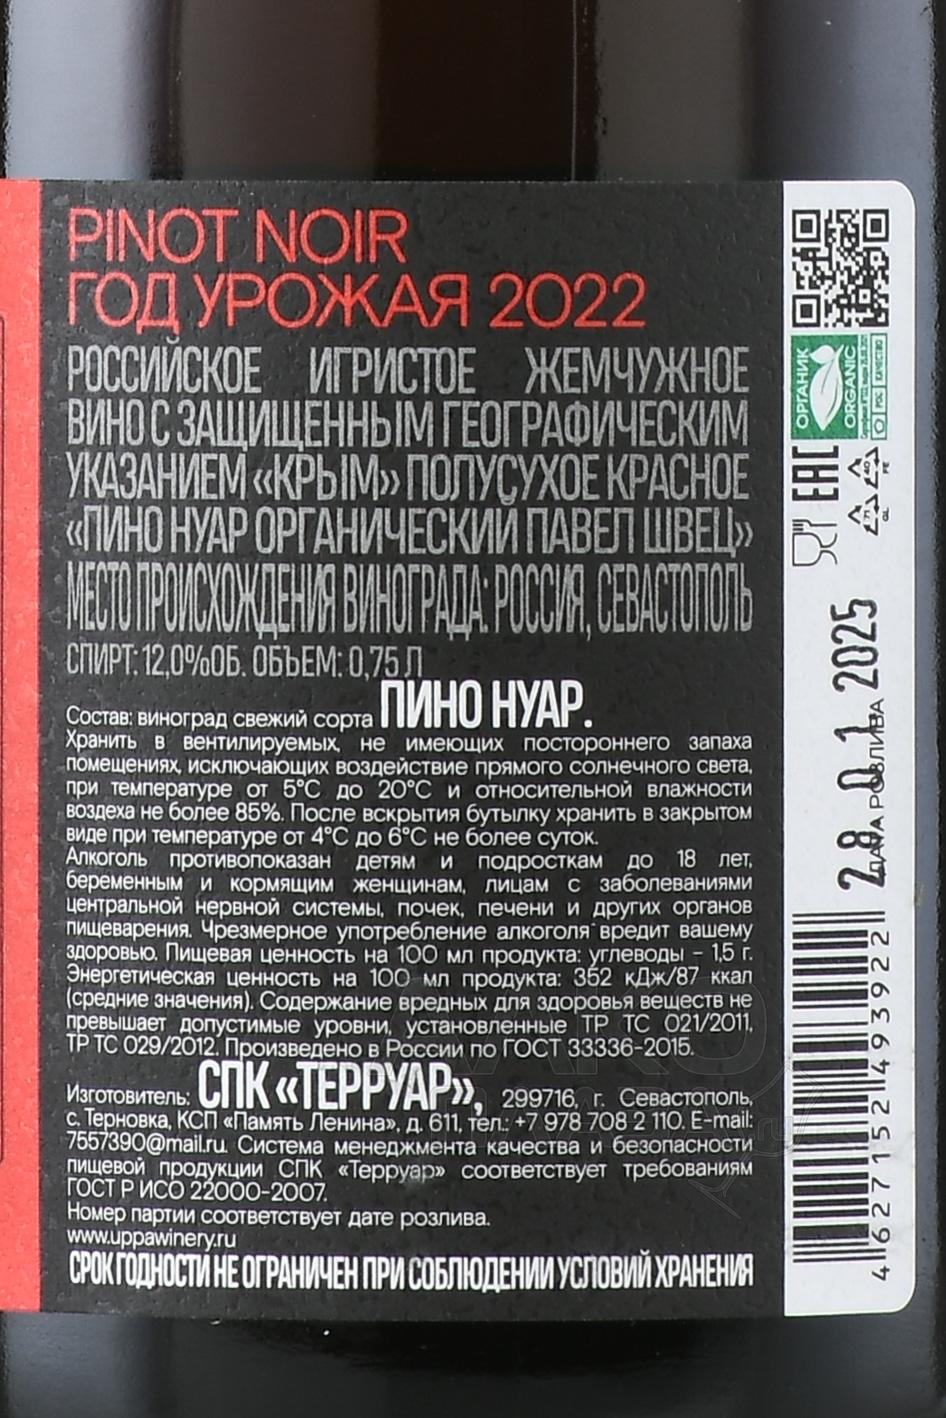 PINOT NOIR
ГОД УРОЖАЯ 2022
РОССИЙСКОЕ ИГРИСТОЕ ЖЕМЧУЖНОЕ
ВИНО С ЗАЩИЩЕННЫМ ГЕОГРАФИЧЕСКИМ
УКАЗАНИЕМ «КРЫМ» ПОЛУСУХОЕ КРАСНОЕ
«ПИНО НУАР ОРГАНИЧЕСКИЙ ПАВЕЛ ШВЕЦ»
МЕСТО ПРОИСХОЖДЕНИЯ ВИНОГРАДА: РОССИЯ, СЕВАСТОПОЛЬ
СПИРТ: 12,0%ОБ. ОБЪЕМ: 0,75 Л
Состав: виноград свежий сорта ПИНО НУАР.
Хранить в вентилируемых, не имеющих постороннего запаха
помещениях, исключающих воздействие прямого солнечного света,
при температуре от 5°C до 20°C и относительной влажности
воздеха не более 85%. После вскрытия бутылку хранить в закрытом
виде при температуре от 4°C до 6°C не более суток.
Алкоголь противопоказан детям и подросткам до 18 лет,
беременным и кормящим женщинам, лицам с заболеваниями
центральной нервной системы, почек, печени и других органов
пищеварения. Чрезмерное употребление алкоголя вредит вашему
здоровью. Пищевая ценность на 100 мл продукта: углеводы – 1,5 г.
Энергетическая ценность на 100 мл продукта: 352 кДж/87 ккал
(средние значения). Содержание вредных для здоровья веществ не
превышает допустимые уровни, установленные ТР ТС 021/2011,
ТР ТС 029/2012. Произведено в России по ГОСТ 33336-2015.
Изготовитель: СПК «ТЕРРУАР», 299716, г. Севастополь,
с. Терновка, КСП «Память Ленина», д. 611, тел.: +7 978 708 2 110. E-mail:
7557390@mail.ru. Система менеджмента качества и безопасности
пищевой продукции СПК «Терруар» соответствует требованиям
ГОСТ Р ИСО 22000-2007.
Номер партии соответствует дате розлива.
www.uppawinery.ru
СРОК ГОДНОСТИ НЕ ОГРАНИЧЕН ПРИ СОБЛЮДЕНИИ УСЛОВИЙ ХРАНЕНИЯ
ОРГАНИК
ORGANIC
EAC
71
GL
40
FE
28.01 2025
ДАТА РОЗЛИВА
4 627152 493922